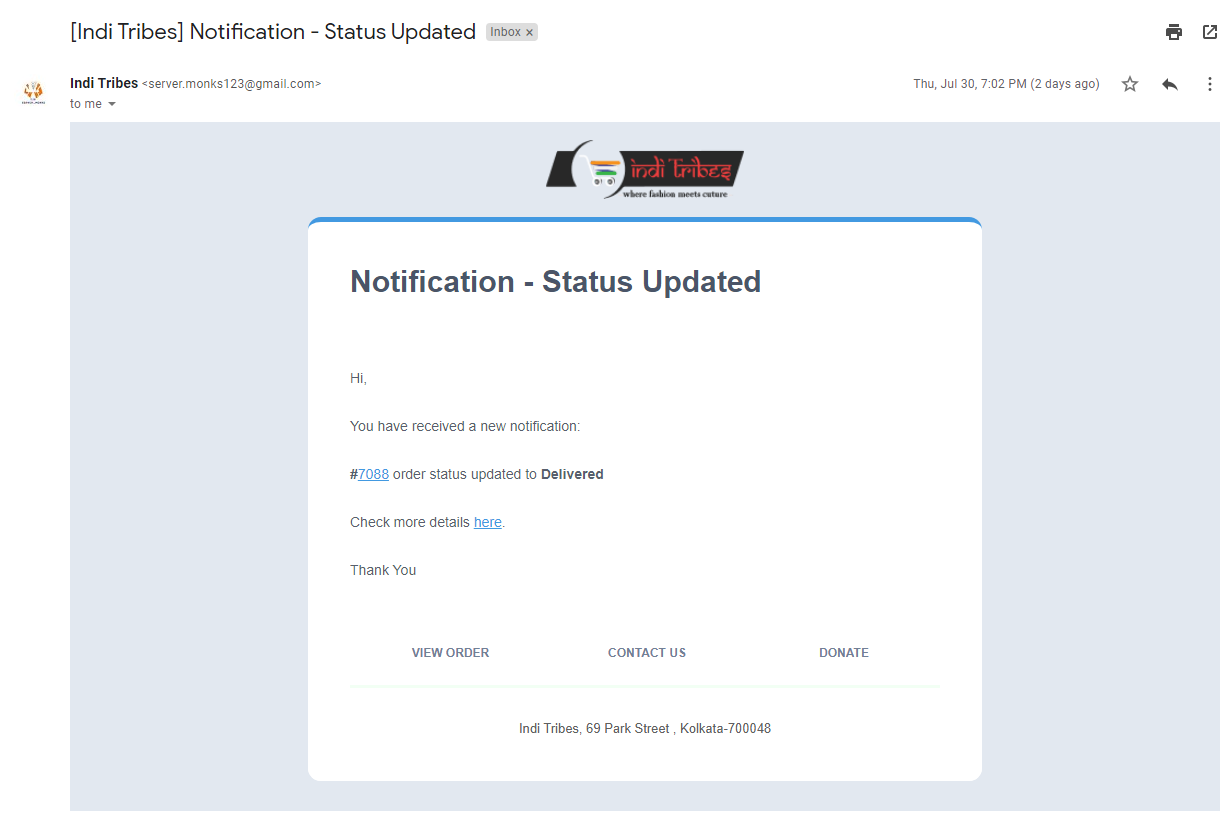 [Indi Tribes] Notification - Status Updated Inbox ×
Indi Tribes <server.monks123@gmail.com> Thu, Jul 30, 7:02 PM (2 days ago)
to me
indi Tribes
where fashion meets cuture
Notification - Status Updated
Hi,
You have received a new notification:
#7088 order status updated to Delivered
Check more details here.
Thank You
VIEW ORDER CONTACT US DONATE
Indi Tribes, 69 Park Street , Kolkata-700048